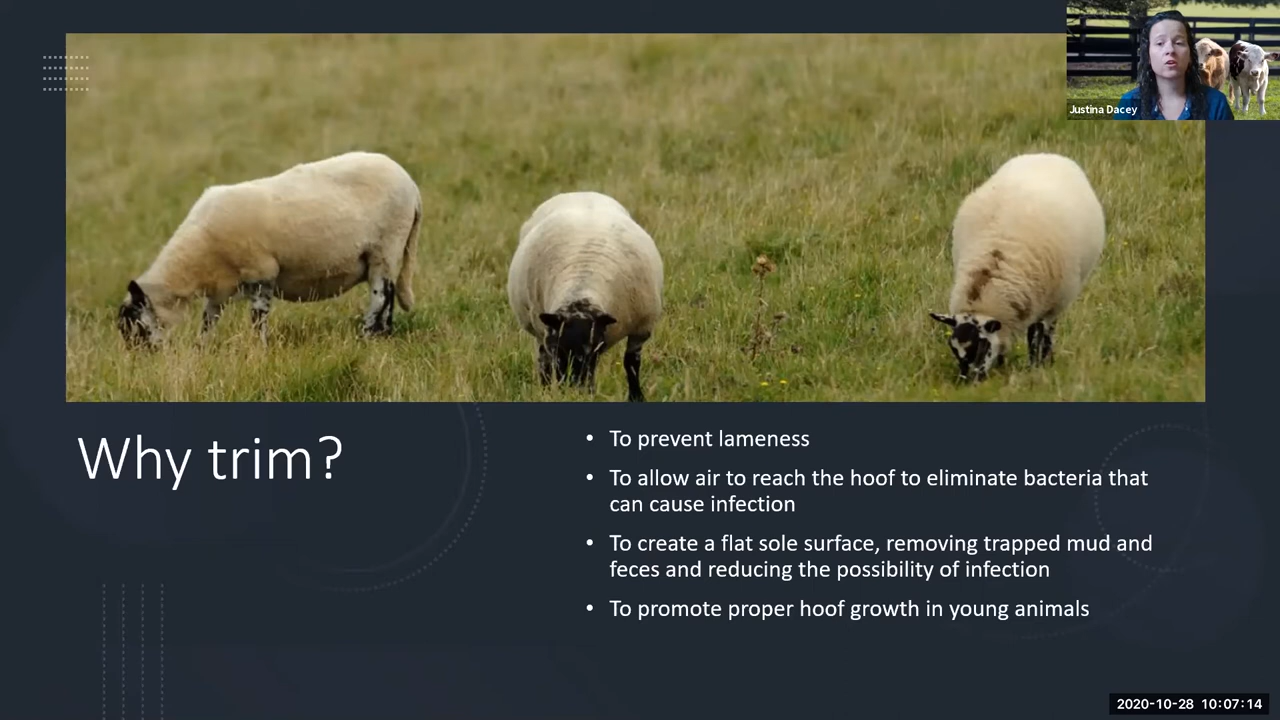 Justina Dacey
Why trim?
• To prevent lameness
• To allow air to reach the hoof to eliminate bacteria that
can cause infection
• To create a flat sole surface, removing trapped mud and
feces and reducing the possibility of infection
• To promote proper hoof growth in young animals
2020-10-28 10:07:14